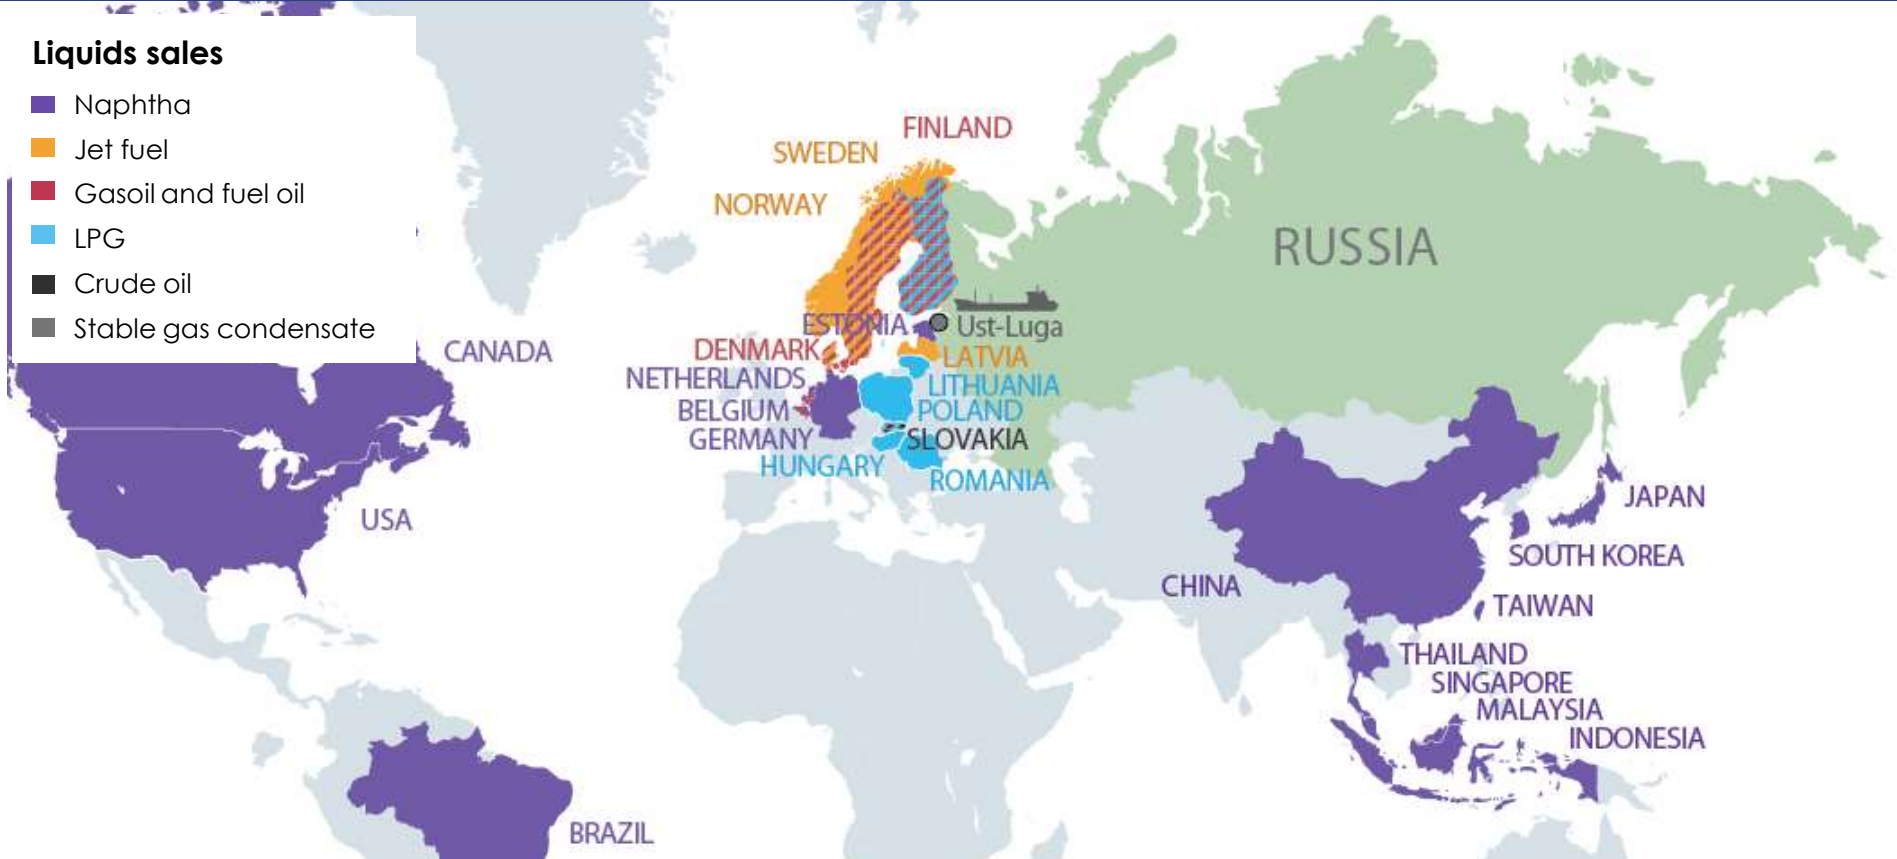 Liquids sales
Naphtha
Jet fuel
Gasoil and fuel oil
LPG
Crude oil
Stable gas condensate
FINLAND
SWEDEN
NORWAY
RUSSIA
ESTONIA
Ust-Luga
DENMARK
LATVIA
CANADA
NETHERLANDS
LITHUANIA
BELGIUM
POLAND
GERMANY
SLOVAKIA
HUNGARY
ROMANIA
JAPAN
USA
SOUTH KOREA
CHINA
TAIWAN
THAILAND
SINGAPORE
MALAYSIA
INDONESIA
BRAZIL